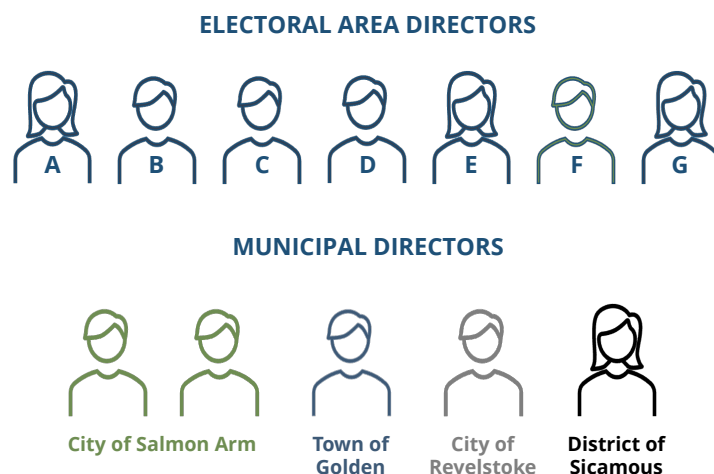 ELECTORAL AREA DIRECTORS
A B C D E F G
MUNICIPAL DIRECTORS
City of Salmon Arm
Town of
Golden
City of
Revelstoke
District of
Sicamous